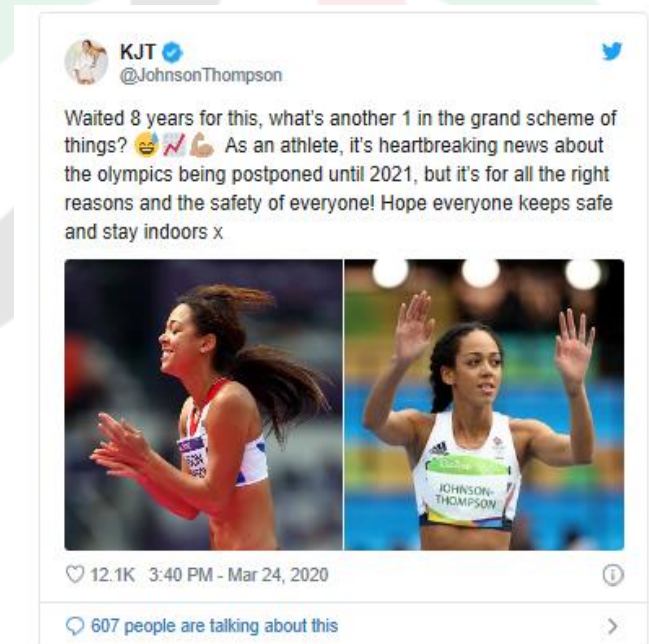 KJT
@JohnsonThompson
Waited 8 years for this, what's another 1 in the grand scheme of
things? 😅📈💪🏽 As an athlete, it's heartbreaking news about
the olympics being postponed until 2021, but it's for all the right
reasons and the safety of everyone! Hope everyone keeps safe
and stay indoors x
JOHNSON-
THOMPSON
12.1K 3:40 PM - Mar 24, 2020
607 people are talking about this